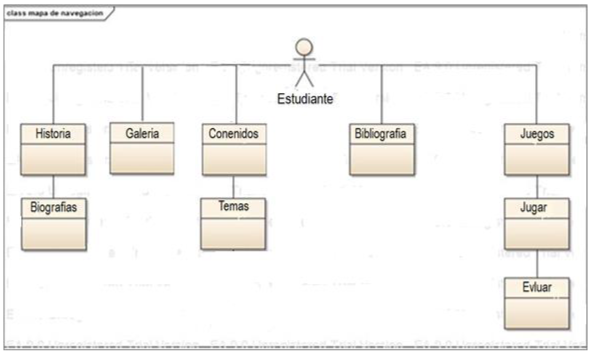 class mapa de navegacion
Estudiante
Historia
Galeria
Conenidos
Bibliografia
Juegos
Biografias
Temas
Jugar
Evluar